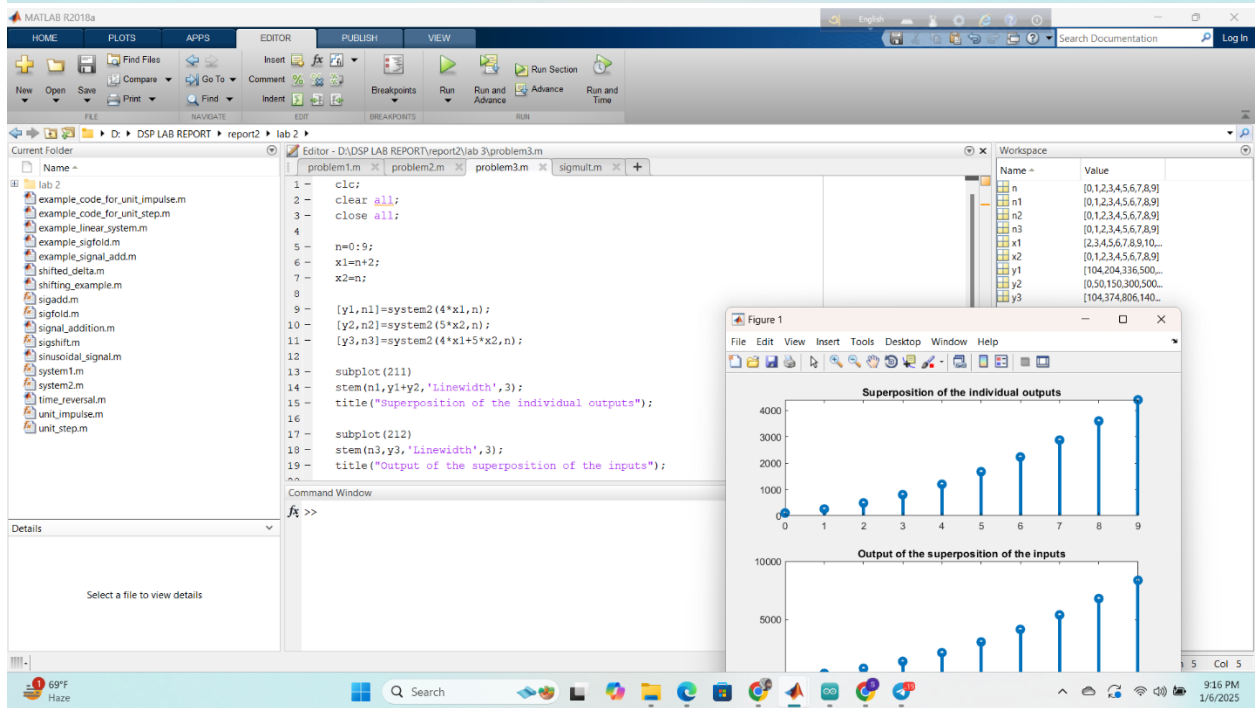 MATLAB R2018a
English
HOME PLOTS APPS EDITOR PUBLISH VIEW
Search Documentation
Log In
New Open Save
Find Files
Compare
Print
Go To
Find
Insert fx
Comment
Indent
Breakpoints
Run
Run and Advance
Run Section
Advance
Run and Time
FILE NAVIGATE EDIT BREAKPOINTS RUN
D: DSP LAB REPORT report2 lab 2
Current Folder
Name
lab 2
example_code_for_unit_impulse.m
example_code_for_unit_step.m
example_linear_system.m
example_sigfold.m
example_signal_add.m
shifted_delta.m
shifting_example.m
sigadd.m
sigfold.m
signal_addition.m
sigshift.m
sinusoidal_signal.m
system1.m
system2.m
time_reversal.m
unit_impulse.m
unit_step.m
Details
Select a file to view details
Editor - D:\DSP LAB REPORT\report2\lab 3\problem3.m
problem1.m problem2.m problem3.m sigmult.m +
1 - clc;
2 - clear all;
3 - close all;
4
5 - n=0:9;
6 - x1=n+2;
7 - x2=n;
8
9 - [y1,n1]=system2(4*x1,n);
10 - [y2,n2]=system2(5*x2,n);
11 - [y3,n3]=system2(4*x1+5*x2,n);
12
13 - subplot(211)
14 - stem(n1,y1+y2,'Linewidth',3);
15 - title("Superposition of the individual outputs");
16
17 - subplot(212)
18 - stem(n3,y3,'Linewidth',3);
19 - title("Output of the superposition of the inputs");
Command Window
fx >>
Workspace
Name Value
n [0,1,2,3,4,5,6,7,8,9]
n1 [0,1,2,3,4,5,6,7,8,9]
n2 [0,1,2,3,4,5,6,7,8,9]
n3 [0,1,2,3,4,5,6,7,8,9]
x1 [2,3,4,5,6,7,8,9,10,...
x2 [0,1,2,3,4,5,6,7,8,9]
y1 [104,204,336,500,...
y2 [0,50,150,300,500...
y3 [104,374,806,140...
Figure 1
File Edit View Insert Tools Desktop Window Help
Superposition of the individual outputs
4000
3000
2000
1000
0
0 1 2 3 4 5 6 7 8 9
Output of the superposition of the inputs
10000
5000
5 Col 5
1
69°F
Haze
Search
9:16 PM
1/6/2025